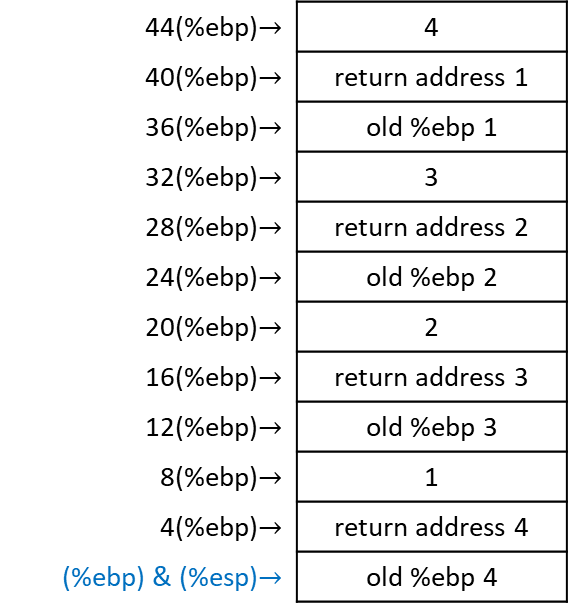 44(%ebp)→ 4
40(%ebp)→ return address 1
36(%ebp)→ old %ebp 1
32(%ebp)→ 3
28(%ebp)→ return address 2
24(%ebp)→ old %ebp 2
20(%ebp)→ 2
16(%ebp)→ return address 3
12(%ebp)→ old %ebp 3
8(%ebp)→ 1
4(%ebp)→ return address 4
(%ebp) & (%esp)→ old %ebp 4